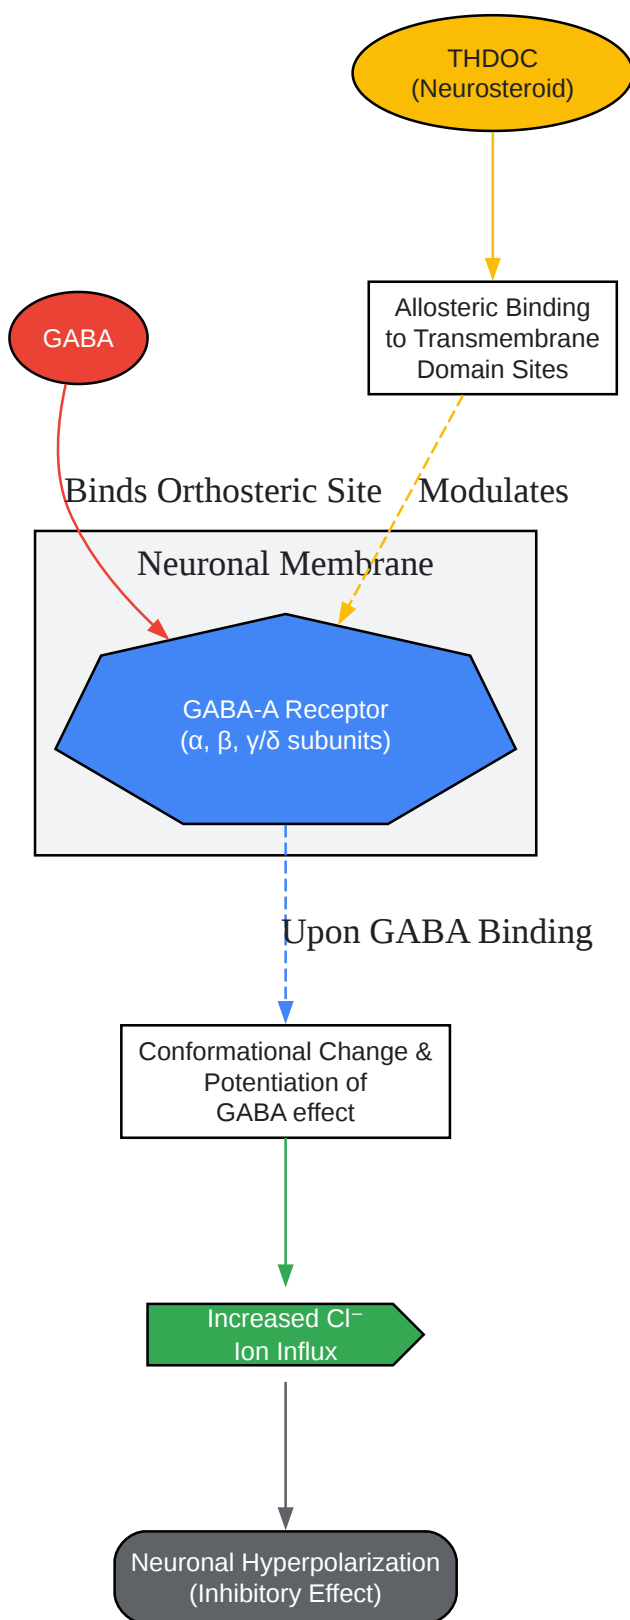 THDOC
(Neurosteroid)
Allosteric Binding
to Transmembrane
Domain Sites
GABA
Binds Orthosteric Site
Modulates
Neuronal Membrane
GABA-A Receptor
(α, β, γ/δ subunits)
Upon GABA Binding
Conformational Change &
Potentiation of
GABA effect
Increased Cl⁻
Ion Influx
Neuronal Hyperpolarization
(Inhibitory Effect)